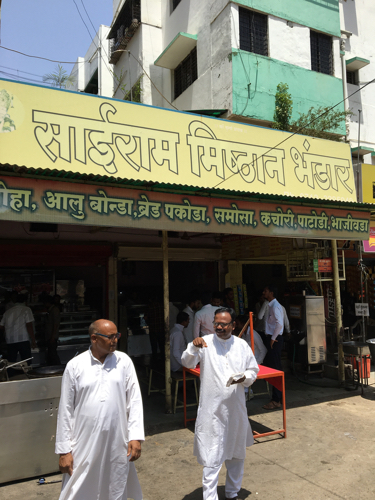 साईराम मिष्ठान भंडार
पोहा, आलु बोन्डा, ब्रेड पकोडा, समोसा, कचोरी, पाटोडी, भाजीवडा